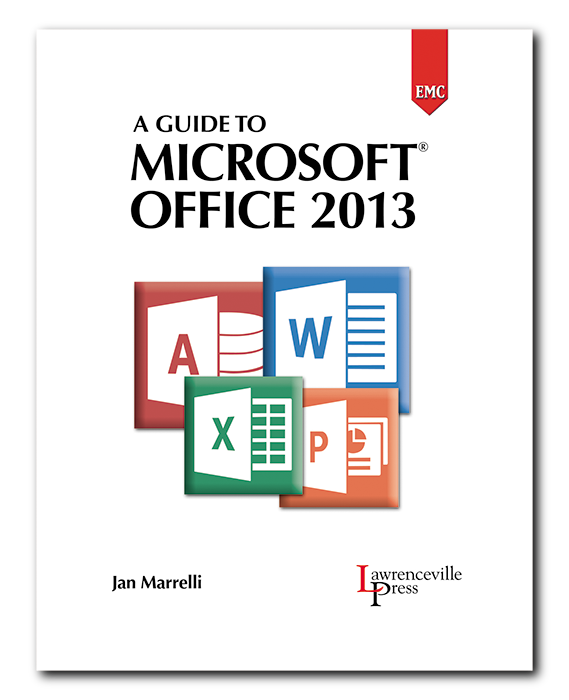 EMC
A GUIDE TO
MICROSOFT®
OFFICE 2013
A
W
X
P
Jan Marrelli
Lawrenceville
Press